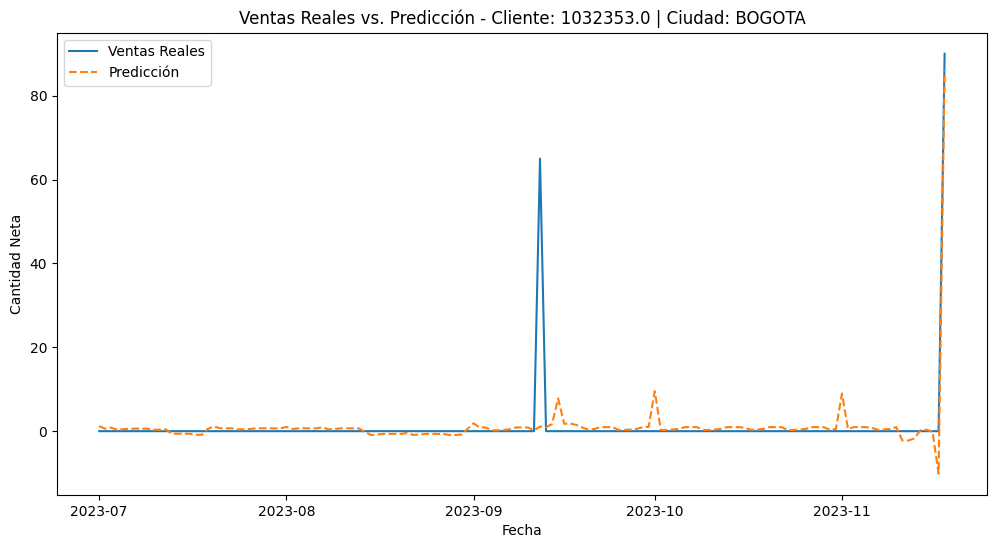 Ventas Reales vs. Predicción - Cliente: 1032353.0 | Ciudad: BOGOTA
Ventas Reales
Predicción
Cantidad Neta
80
60
40
20
0
2023-07
2023-08
2023-09
2023-10
2023-11
Fecha